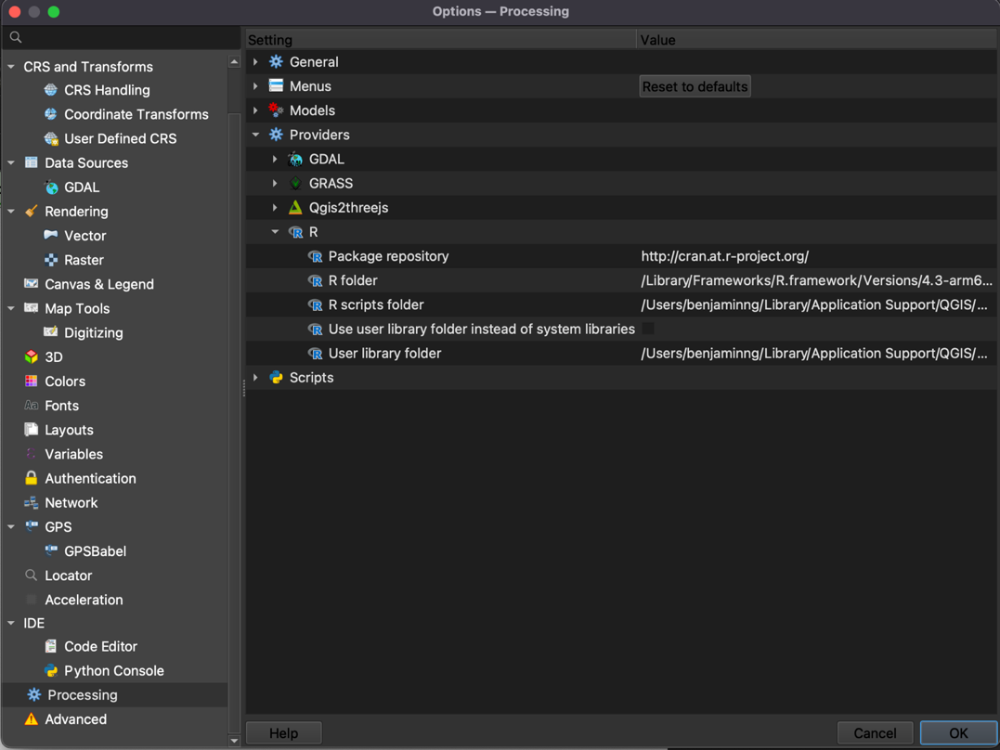 Options — Processing
CRS and Transforms
CRS Handling
Coordinate Transforms
User Defined CRS
Data Sources
GDAL
Rendering
Vector
Raster
Canvas & Legend
Map Tools
Digitizing
3D
Colors
Aa Fonts
Layouts
Variables
Authentication
Network
GPS
GPSBabel
Locator
Acceleration
IDE
Code Editor
Python Console
Processing
Advanced
Setting Value
General
Menus Reset to defaults
Models
Providers
GDAL
GRASS
Qgis2threejs
R
Package repository http://cran.at.r-project.org/
R folder /Library/Frameworks/R.framework/Versions/4.3-arm6...
R scripts folder /Users/benjaminng/Library/Application Support/QGIS/...
Use user library folder instead of system libraries
User library folder /Users/benjaminng/Library/Application Support/QGIS/...
Scripts
Help Cancel OK